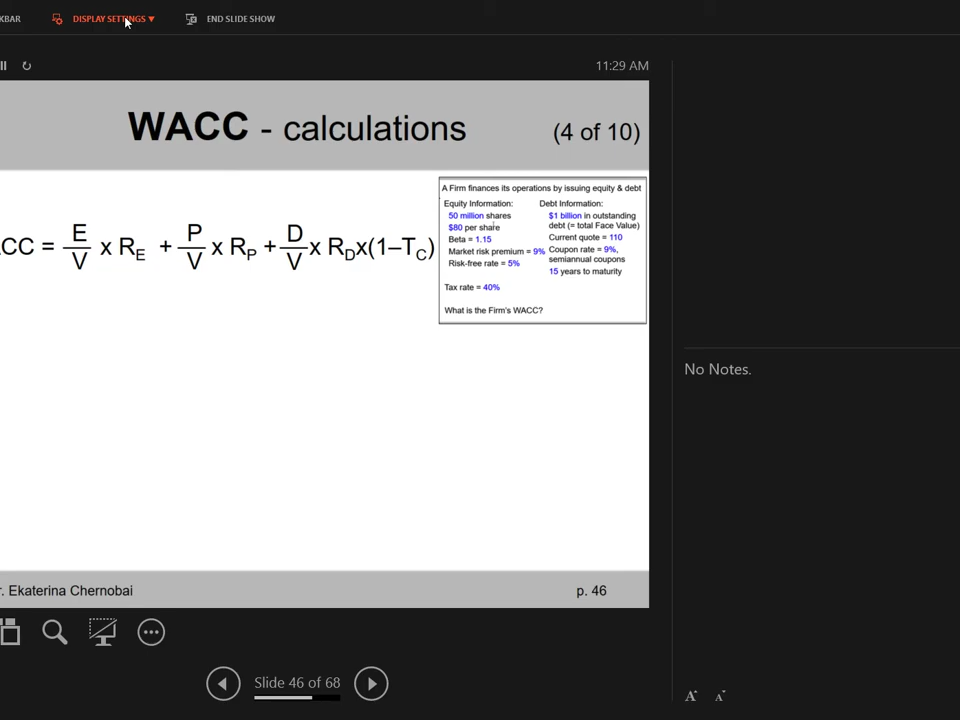 KBAR DISPLAY SETTINGS ▼ END SLIDE SHOW
11:29 AM
WACC - calculations (4 of 10)
CC = E/V x RE + P/V x RP + D/V x RDx(1–TC)
A Firm finances its operations by issuing equity & debt
Equity Information:
50 million shares
$80 per share
Beta = 1.15
Market risk premium = 9%
Risk-free rate = 5%
Debt Information:
$1 billion in outstanding
debt (= total Face Value)
Current quote = 110
Coupon rate = 9%,
semiannual coupons
15 years to maturity
Tax rate = 40%
What is the Firm's WACC?
No Notes.
r. Ekaterina Chernobai p. 46
Slide 46 of 68
A A